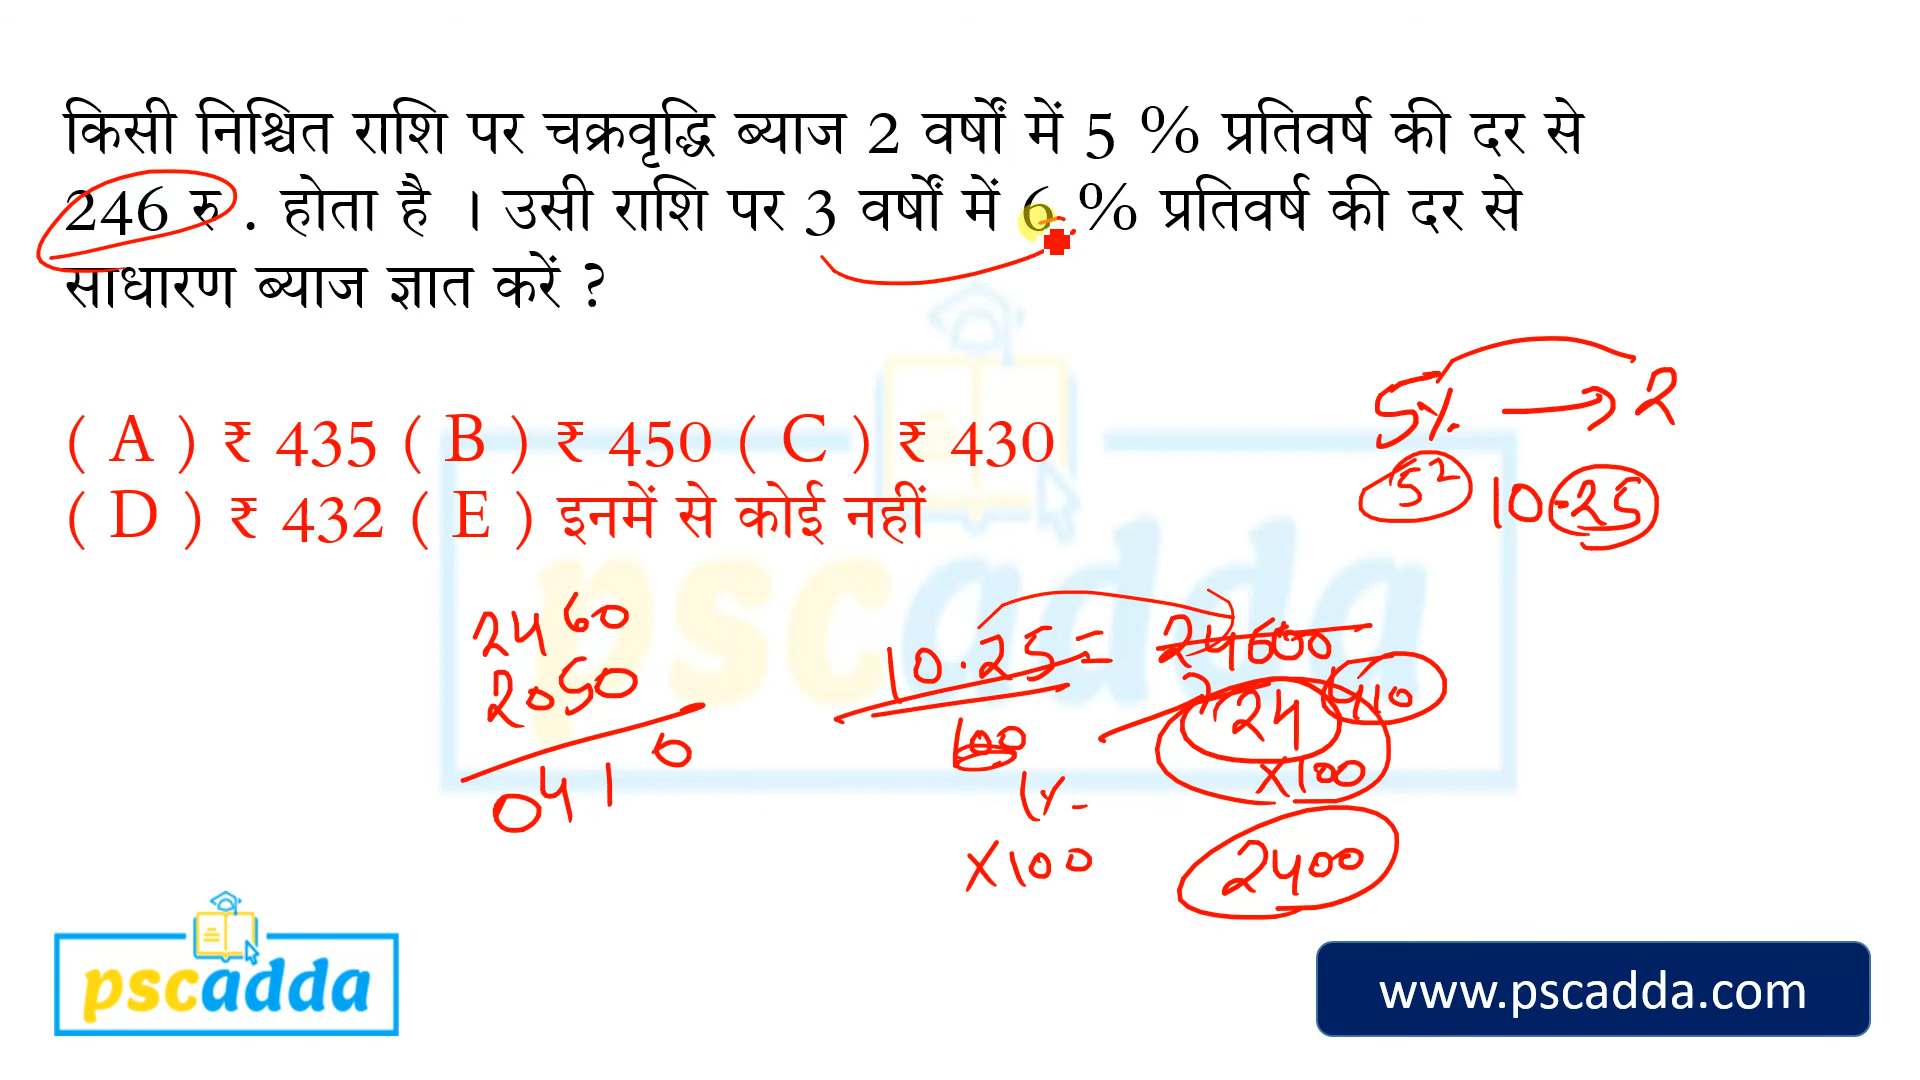 किसी निश्चित राशि पर चक्रवृद्धि ब्याज 2 वर्षों में 5 % प्रतिवर्ष की दर से
246 रु . होता है । उसी राशि पर 3 वर्षों में 6 % प्रतिवर्ष की दर से
साधारण ब्याज ज्ञात करें ?
5% → 2
( A ) ₹ 435 ( B ) ₹ 450 ( C ) ₹ 430
5² 10.25
( D ) ₹ 432 ( E ) इनमें से कोई नहीं
pscadda
2460
10.25 = 24600
2050
24
100
0410
×100
×100
2400
pscadda
www.pscadda.com